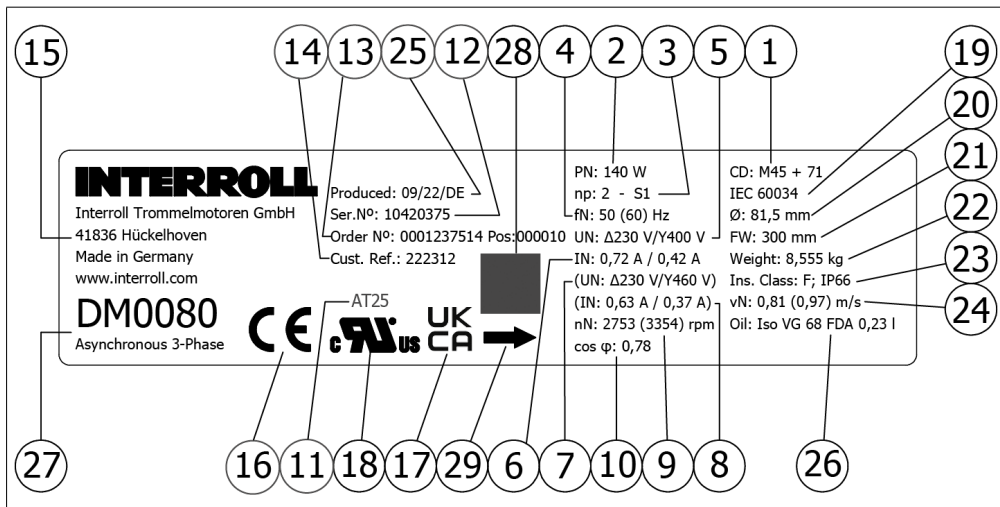 15 14 13 25 12 28 4 2 3 5 1 19
20
21
22
23
24
INTERROLL
Interroll Trommelmotoren GmbH
41836 Hückelhoven
Made in Germany
www.interroll.com
DM0080
Asynchronous 3-Phase
Produced: 09/22/DE
Ser.Nº: 10420375
Order Nº: 0001237514 Pos:000010
Cust. Ref.: 222312
AT25
CE
c RU US
UK
CA
PN: 140 W
np: 2 - S1
fN: 50 (60) Hz
UN: Δ230 V/Y400 V
IN: 0,72 A / 0,42 A
(UN: Δ230 V/Y460 V)
(IN: 0,63 A / 0,37 A)
nN: 2753 (3354) rpm
cos φ: 0,78
CD: M45 + 71
IEC 60034
Ø: 81,5 mm
FW: 300 mm
Weight: 8,555 kg
Ins. Class: F; IP66
vN: 0,81 (0,97) m/s
Oil: Iso VG 68 FDA 0,23 l
27 16 11 18 17 29 6 7 10 9 8 26